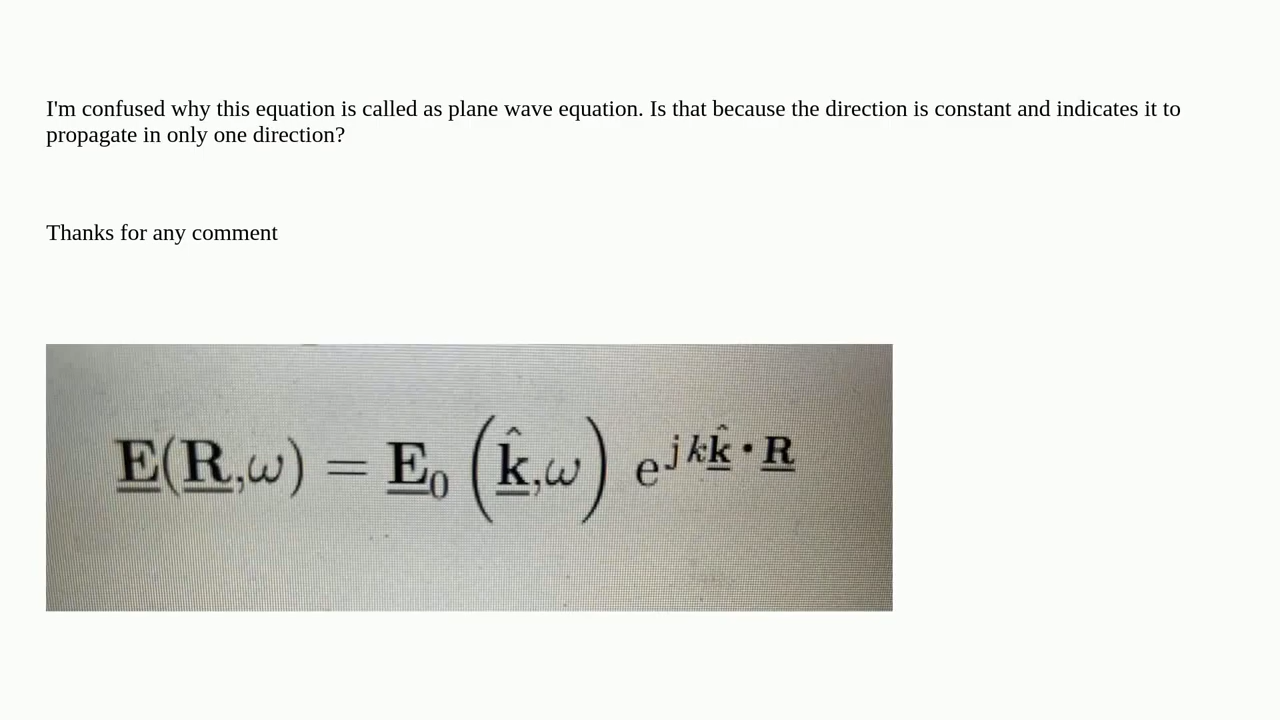 I'm confused why this equation is called as plane wave equation. Is that because the direction is constant and indicates it to
propagate in only one direction?
Thanks for any comment
E(R,ω) = E₀ (k̂,ω) e^{jkk̂·R}